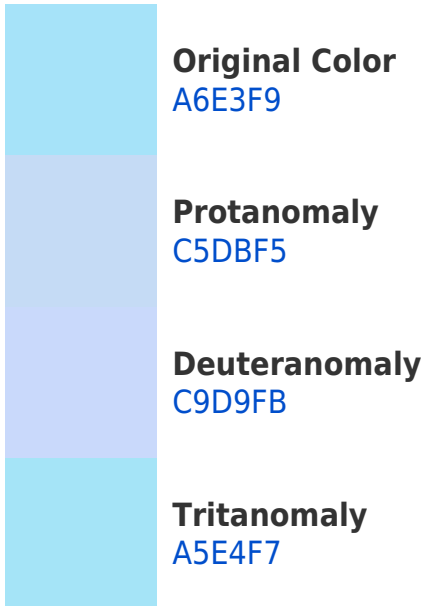 Original Color
A6E3F9
Protanomaly
C5DBF5
Deuteranomaly
C9D9FB
Tritanomaly
A5E4F7